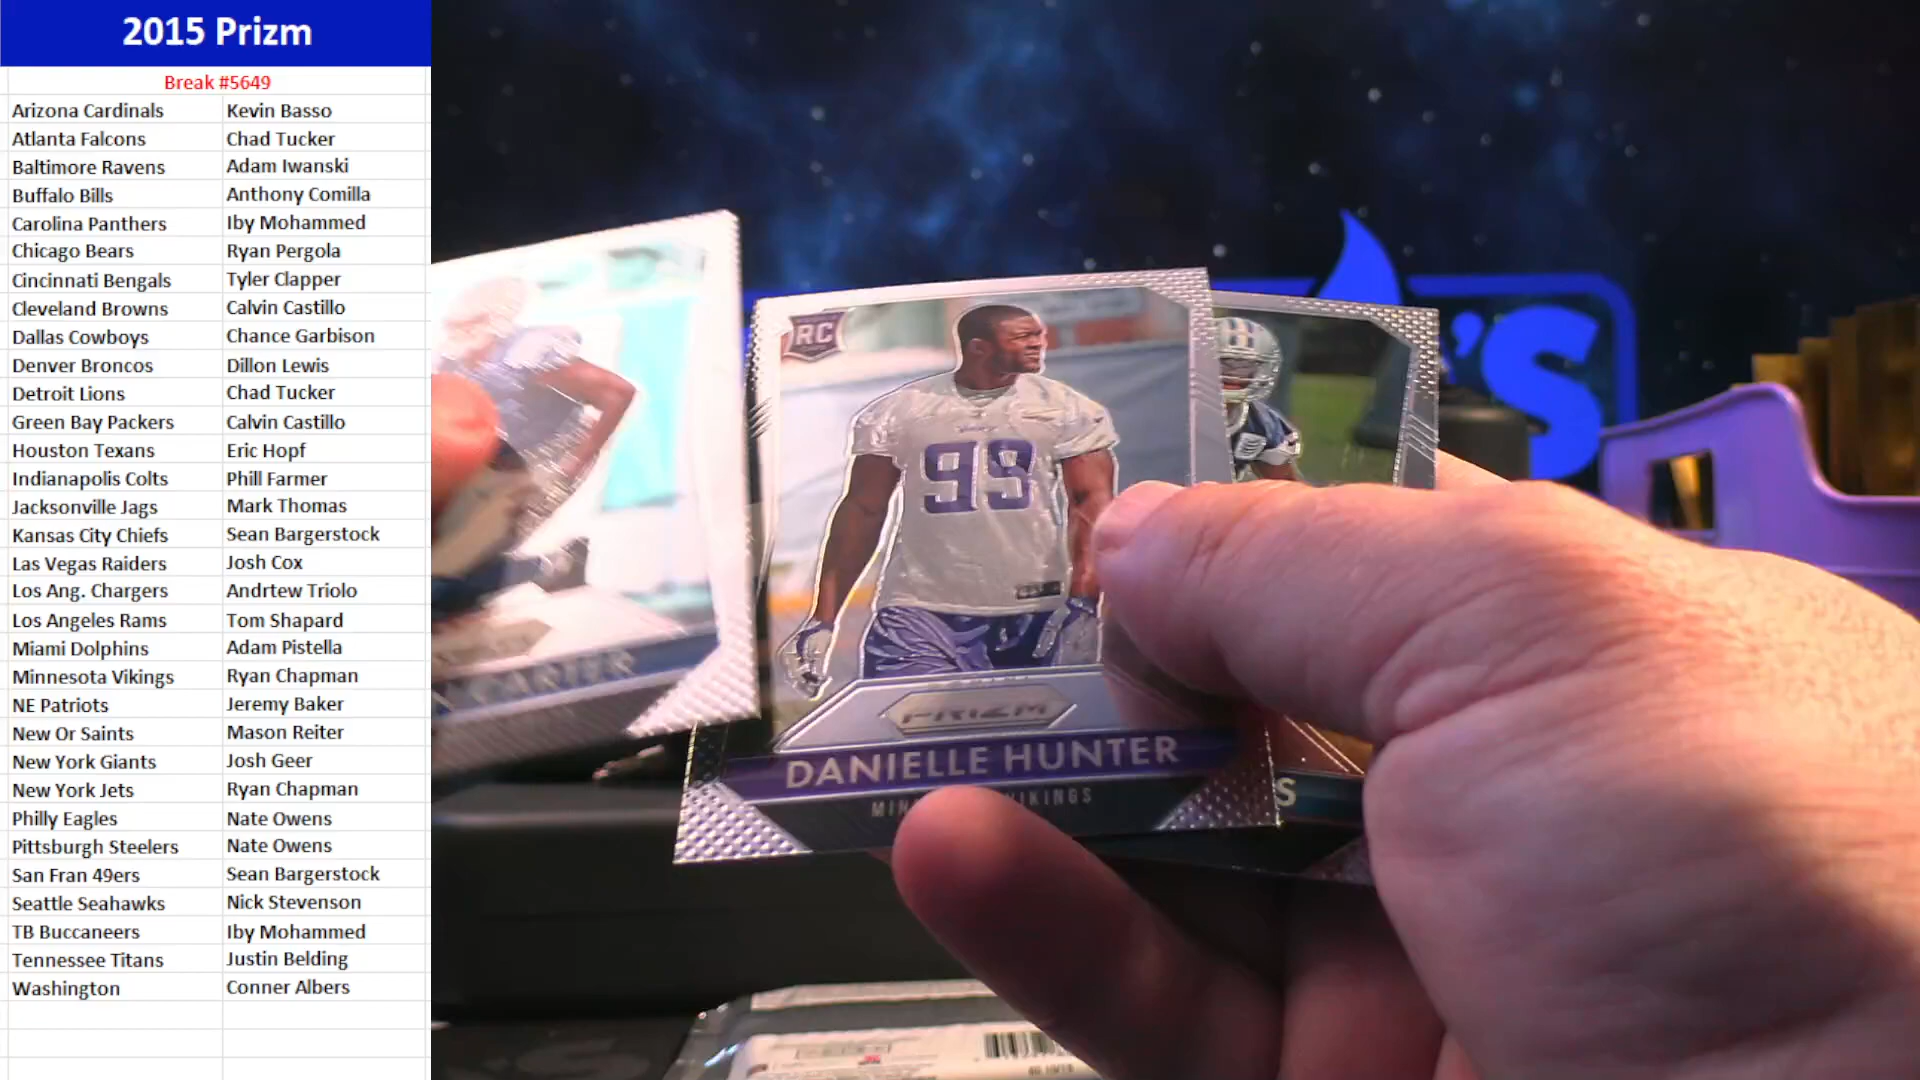 2015 Prizm
Break #5649
Arizona Cardinals Kevin Basso
Atlanta Falcons Chad Tucker
Baltimore Ravens Adam Iwanski
Buffalo Bills Anthony Comilla
Carolina Panthers Iby Mohammed
Chicago Bears Ryan Pergola
Cincinnati Bengals Tyler Clapper
Cleveland Browns Calvin Castillo
Dallas Cowboys Chance Garbison
Denver Broncos Dillon Lewis
Detroit Lions Chad Tucker
Green Bay Packers Calvin Castillo
Houston Texans Eric Hopf
Indianapolis Colts Phill Farmer
Jacksonville Jags Mark Thomas
Kansas City Chiefs Sean Bargerstock
Las Vegas Raiders Josh Cox
Los Ang. Chargers Andrtew Triolo
Los Angeles Rams Tom Shapard
Miami Dolphins Adam Pistella
Minnesota Vikings Ryan Chapman
NE Patriots Jeremy Baker
New Or Saints Mason Reiter
New York Giants Josh Geer
New York Jets Ryan Chapman
Philly Eagles Nate Owens
Pittsburgh Steelers Nate Owens
San Fran 49ers Sean Bargerstock
Seattle Seahawks Nick Stevenson
TB Buccaneers Iby Mohammed
Tennessee Titans Justin Belding
Washington Conner Albers
RC
99
PRIZM
DANIELLE HUNTER
VIKINGS
CARTER
'S